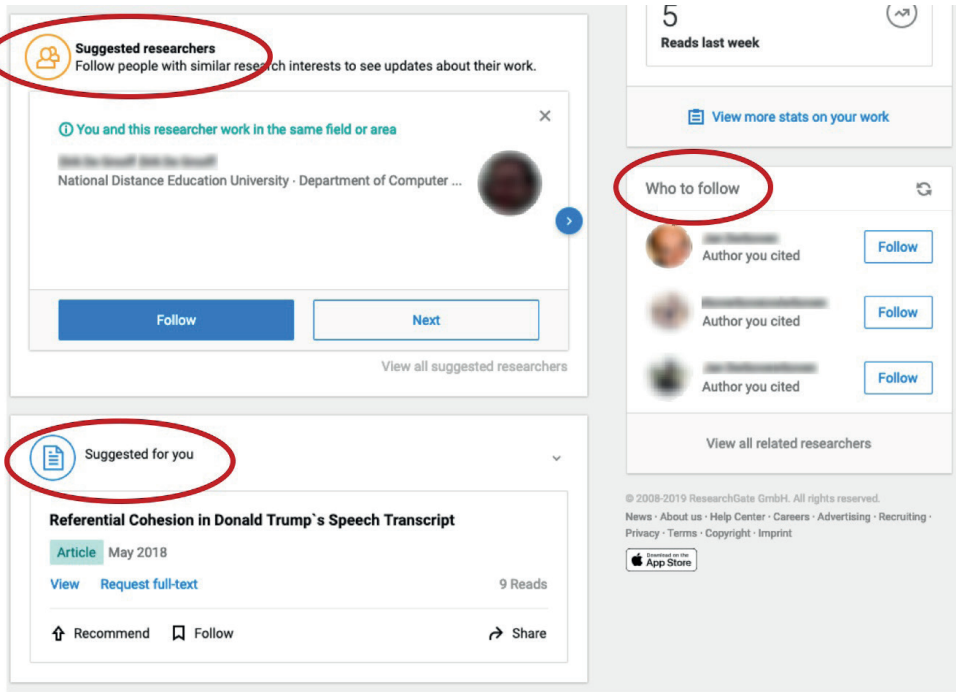 Suggested researchers
Follow people with similar research interests to see updates about their work.
You and this researcher work in the same field or area
National Distance Education University · Department of Computer ...
Follow
Next
View all suggested researchers
Suggested for you
Referential Cohesion in Donald Trump`s Speech Transcript
Article May 2018
View Request full-text 9 Reads
Recommend Follow Share
5
Reads last week
View more stats on your work
Who to follow
Author you cited
Follow
Author you cited
Follow
Author you cited
Follow
View all related researchers
© 2008-2019 ResearchGate GmbH. All rights reserved.
News · About us · Help Center · Careers · Advertising · Recruiting ·
Privacy · Terms · Copyright · Imprint
Download on the
App Store